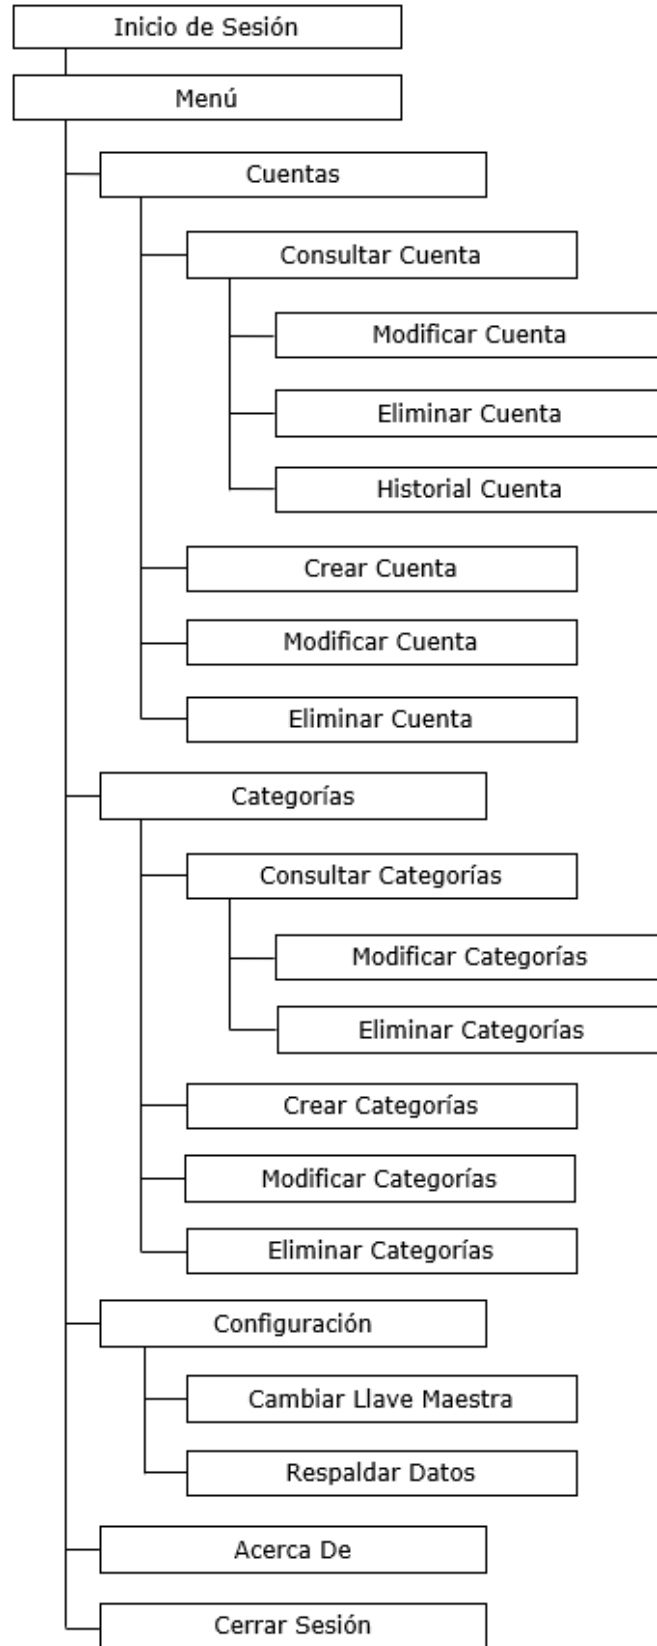 Inicio de Sesión
Menú
Cuentas
Consultar Cuenta
Modificar Cuenta
Eliminar Cuenta
Historial Cuenta
Crear Cuenta
Modificar Cuenta
Eliminar Cuenta
Categorías
Consultar Categorías
Modificar Categorías
Eliminar Categorías
Crear Categorías
Modificar Categorías
Eliminar Categorías
Configuración
Cambiar Llave Maestra
Respaldar Datos
Acerca De
Cerrar Sesión